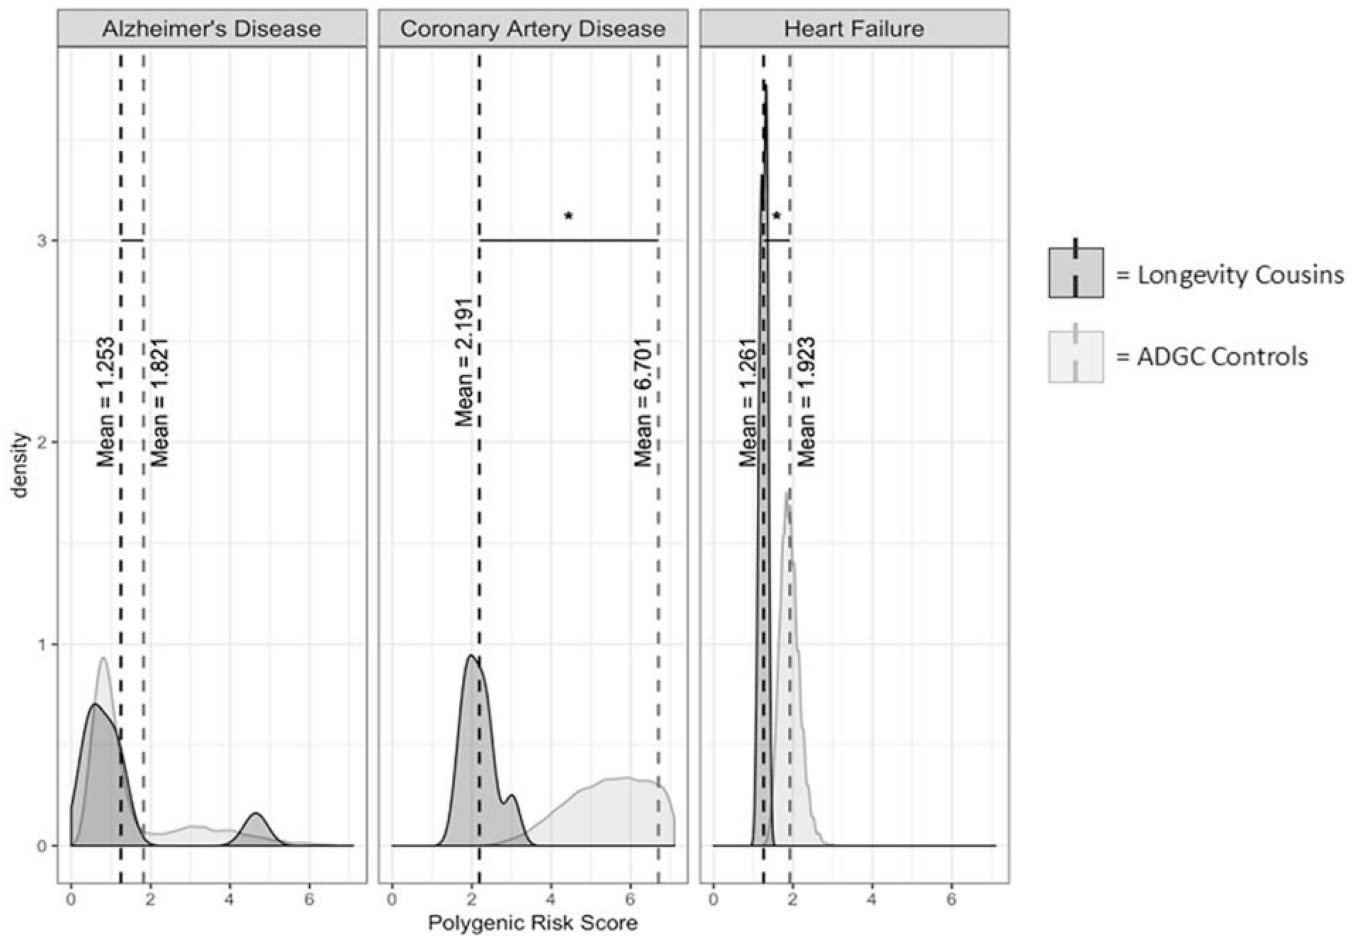 Alzheimer's Disease
Coronary Artery Disease
Heart Failure
*
*
Mean = 1.253
Mean = 1.821
Mean = 2.191
Mean = 6.701
Mean = 1.261
Mean = 1.923
density
3
2
1
0
0 2 4 6
0 2 4 6
0 2 4 6
Polygenic Risk Score
= Longevity Cousins
= ADGC Controls